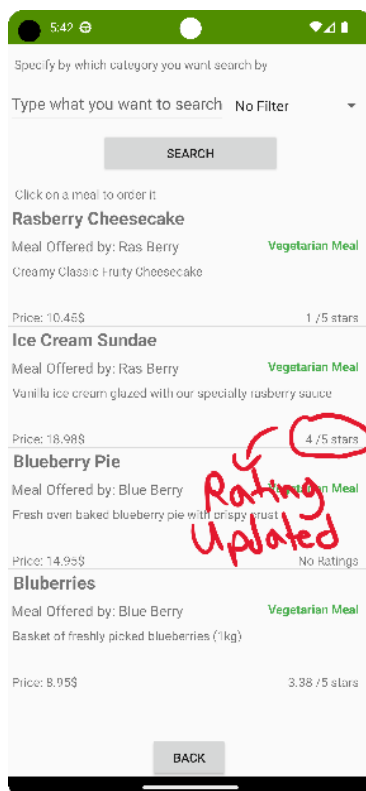 5:42
Specify by which category you want search by
Type what you want to search No Filter
SEARCH
Click on a meal to order it
Rasberry Cheesecake
Meal Offered by: Ras Berry Vegetarian Meal
Creamy Classic Fruity Cheesecake
Price: 10.45$ 1 /5 stars
Ice Cream Sundae
Meal Offered by: Ras Berry Vegetarian Meal
Vanilla ice cream glazed with our specialty rasberry sauce
Price: 18.98$ 4 /5 stars
Blueberry Pie
Meal Offered by: Blue Berry Vegetarian Meal
Rating
Fresh oven baked blueberry pie with crispy crust
Updated
Price: 14.95$ No Ratings
Bluberries
Meal Offered by: Blue Berry Vegetarian Meal
Basket of freshly picked blueberries (1kg)
Price: 8.95$ 3.38 /5 stars
BACK